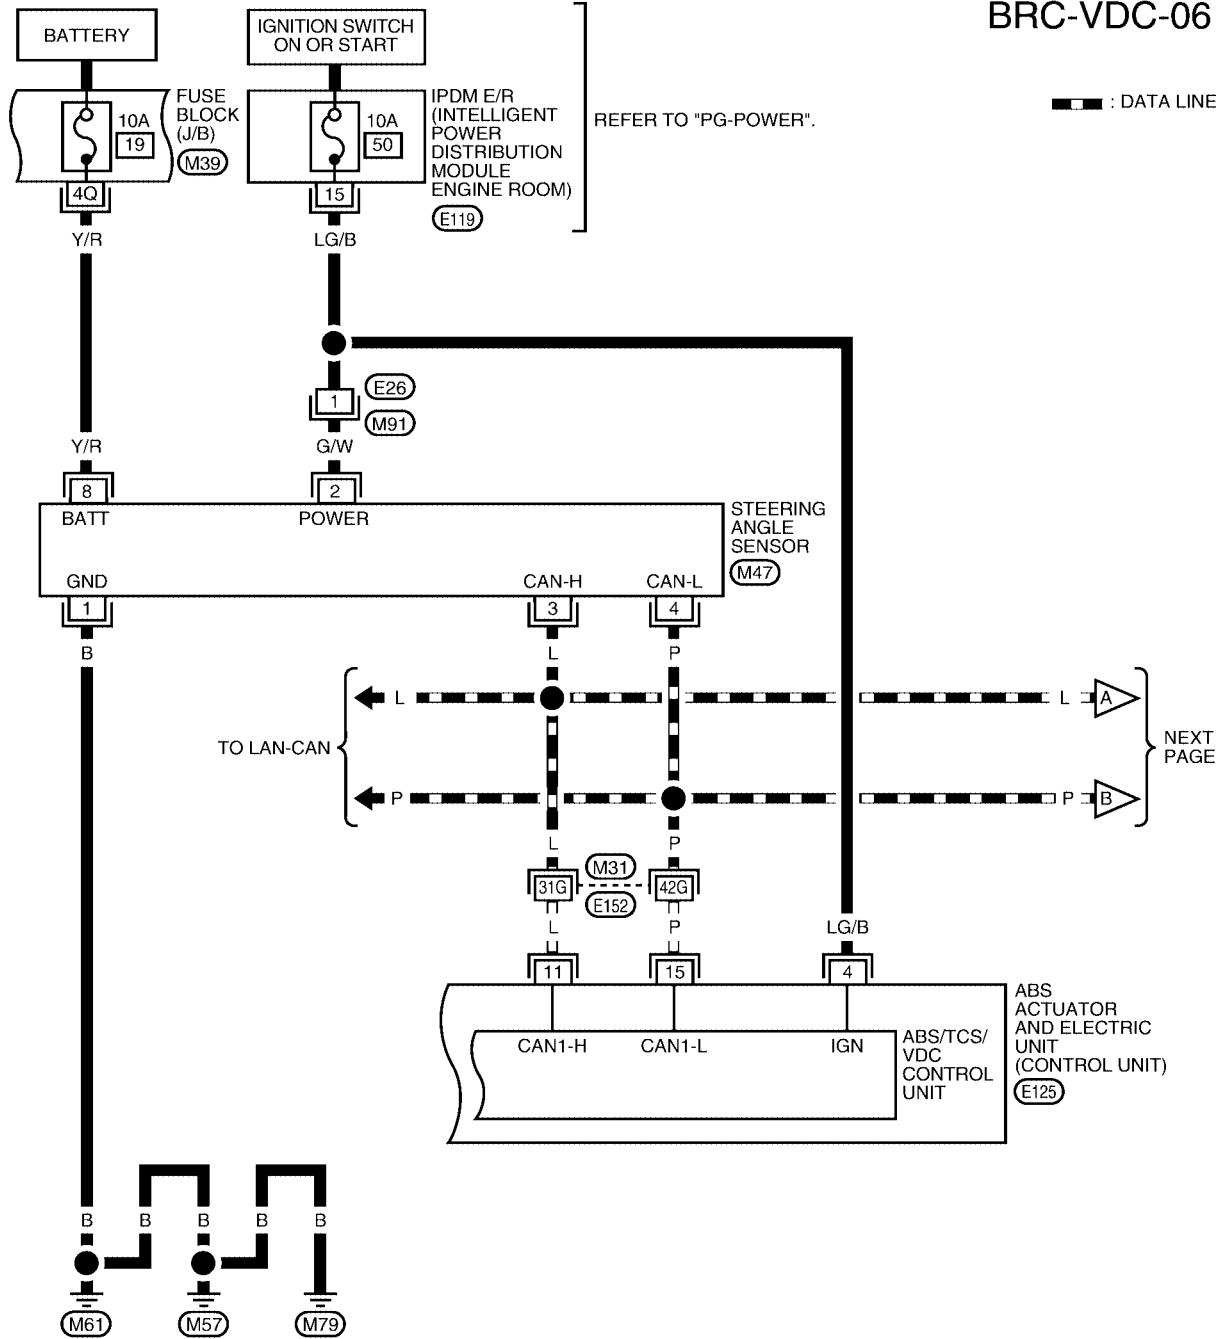 BRC-VDC-06
BATTERY
IGNITION SWITCH
ON OR START
: DATA LINE
FUSE
BLOCK
(J/B)
M39
10A
19
4Q
IPDM E/R
(INTELLIGENT
POWER
DISTRIBUTION
MODULE
ENGINE ROOM)
E119
10A
50
15
REFER TO "PG-POWER".
Y/R
LG/B
1
E26
M91
Y/R
G/W
8
2
BATT
POWER
STEERING
ANGLE
SENSOR
M47
GND
CAN-H
CAN-L
1
3
4
B
L
P
L
L
A
TO LAN-CAN
NEXT
PAGE
P
P
B
L
P
M31
31G
42G
E152
L
P
LG/B
11
15
4
CAN1-H
CAN1-L
IGN
ABS/TCS/
VDC
CONTROL
UNIT
ABS
ACTUATOR
AND ELECTRIC
UNIT
(CONTROL UNIT)
E125
B
B
B
B
B
M61
M57
M79